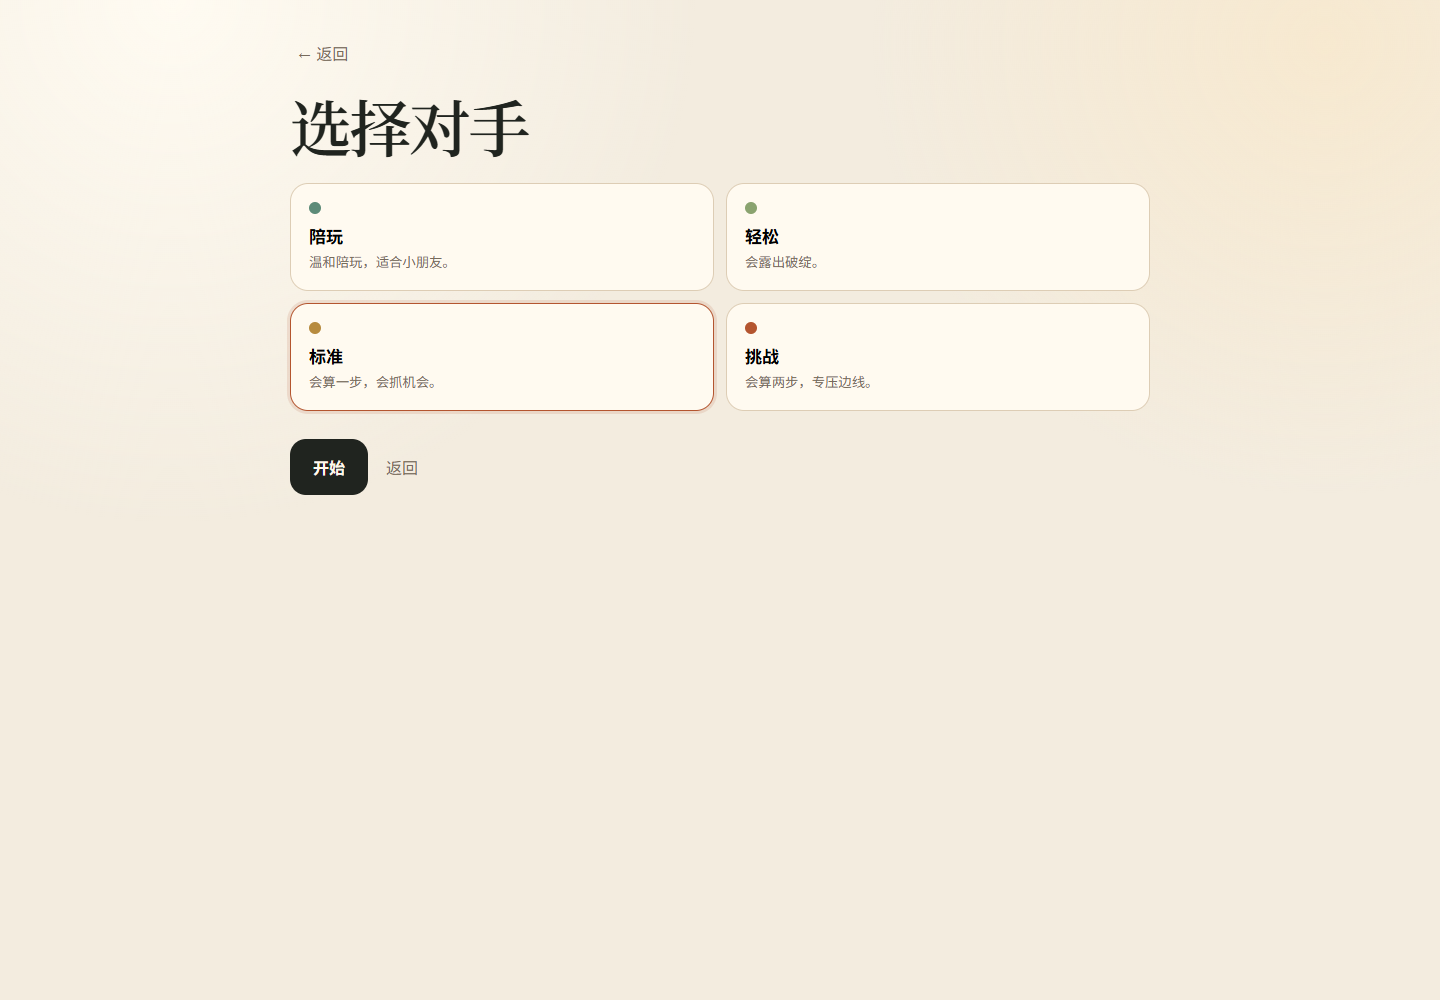 ← 返回
选择对手
陪玩
温和陪玩，适合小朋友。
轻松
会露出破绽。
标准
会算一步，会抓机会。
挑战
会算两步，专压边线。
开始
返回